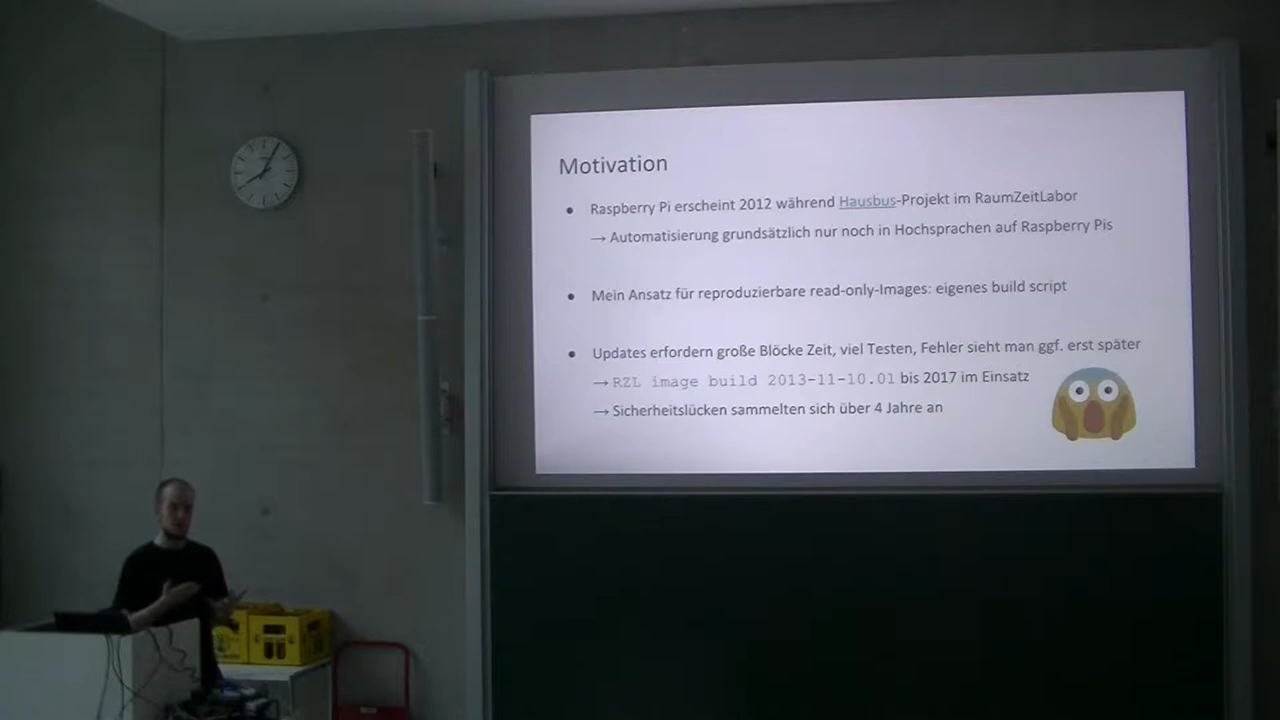 Motivation
● Raspberry Pi erscheint 2012 während Hausbus-Projekt im RaumZeitLabor
→ Automatisierung grundsätzlich nur noch in Hochsprachen auf Raspberry Pis
● Mein Ansatz für reproduzierbare read-only-Images: eigenes build script
● Updates erfordern große Blöcke Zeit, viel Testen, Fehler sieht man ggf. erst später
→ RZL image build 2013-11-10.01 bis 2017 im Einsatz
→ Sicherheitslücken sammelten sich über 4 Jahre an